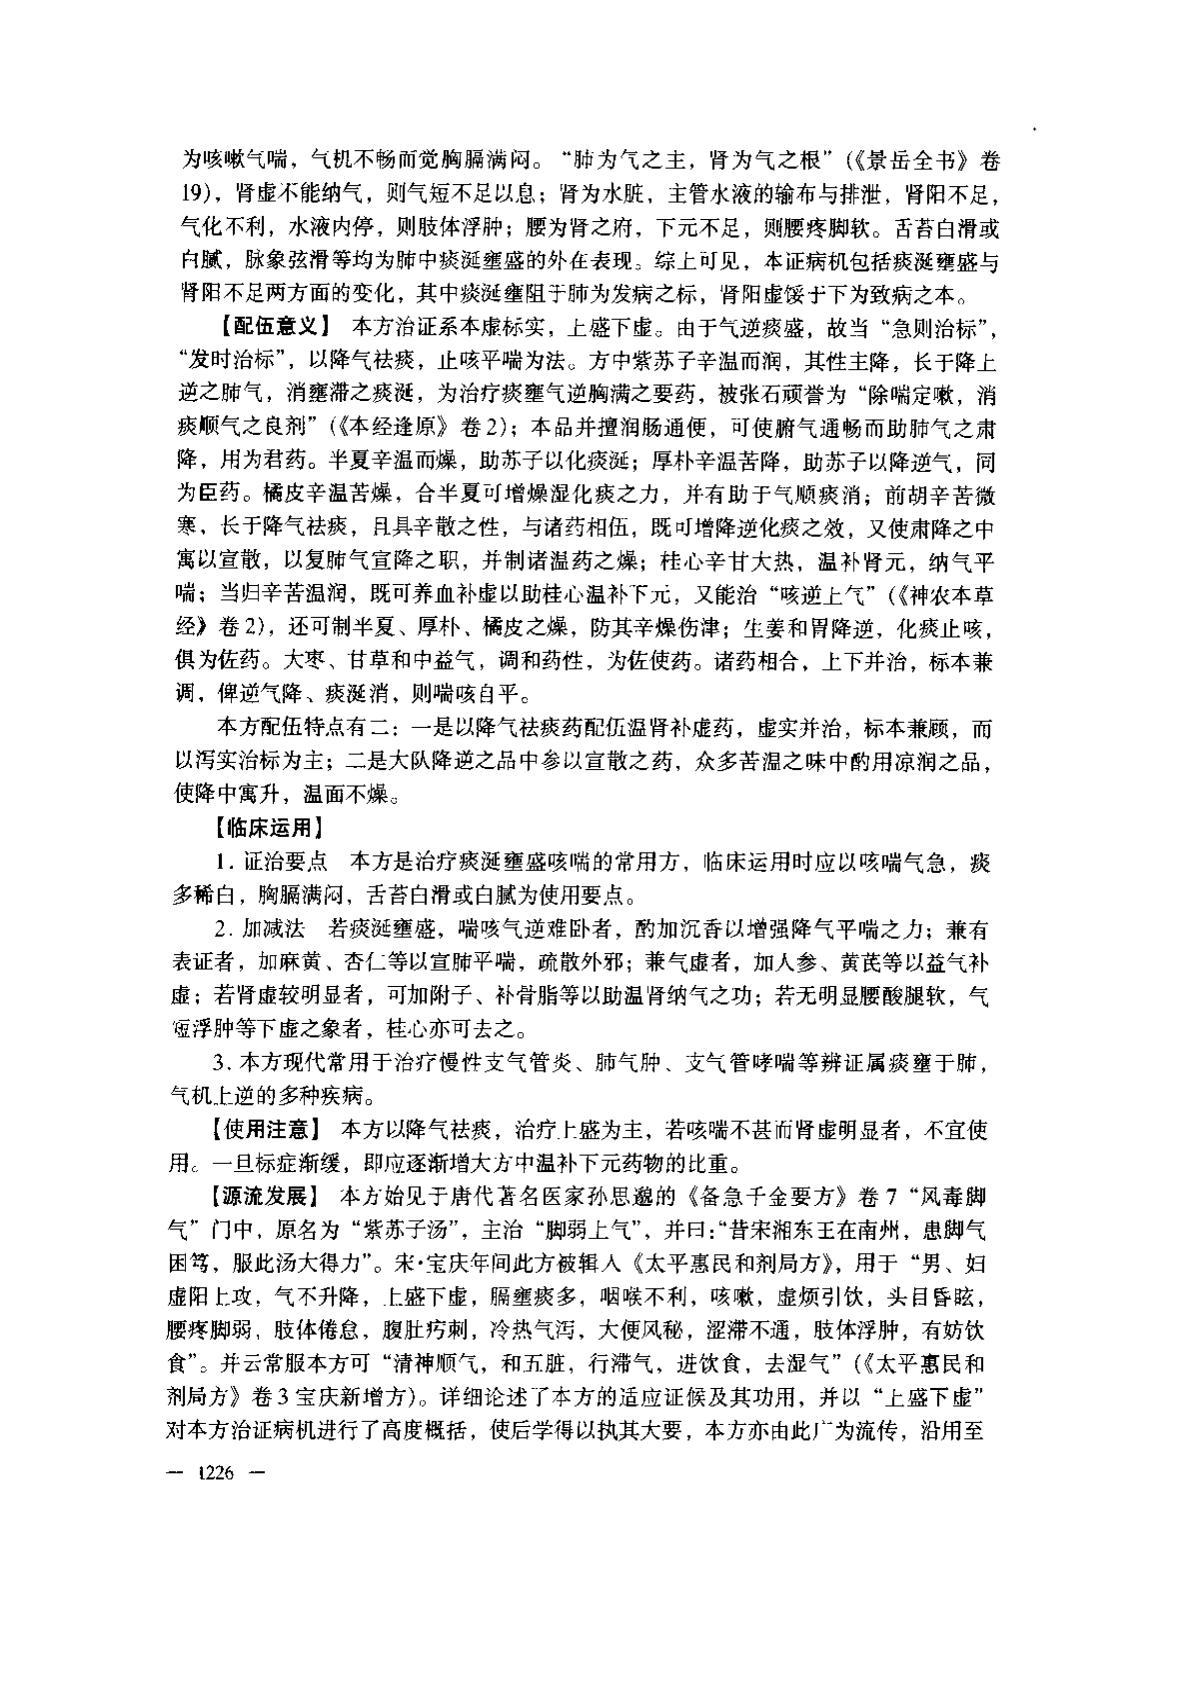 为咳嗽气喘，气机不畅而觉胸膈满闷。“肺为气之主，肾为气之根”（《景岳全书》卷
19），肾虚不能纳气，则气短不足以息；肾为水脏，主管水液的输布与排泄，肾阳不足，
气化不利，水液内停，则肢体浮肿；腰为肾之府，下元不足，则腰疼脚软。舌苔白滑或
白腻，脉象弦滑等均为肺中痰涎壅盛的外在表现。综上可见，本证病机包括痰涎壅盛与
肾阳不足两方面的变化，其中痰涎壅阻于肺为发病之标，肾阳虚馁于下为致病之本。
【配伍意义】 本方治证系本虚标实，上盛下虚。由于气逆痰盛，故当“急则治标”，
“发时治标”，以降气祛痰，止咳平喘为法。方中紫苏子辛温而润，其性主降，长于降上
逆之肺气，消壅滞之痰涎，为治疗痰壅气逆胸满之要药，被张石顽誉为“除喘定嗽，消
痰顺气之良剂”（《本经逢原》卷2）；本品并擅润肠通便，可使腑气通畅而助肺气之肃
降，用为君药。半夏辛温而燥，助苏子以化痰涎；厚朴辛温苦降，助苏子以降逆气，同
为臣药。橘皮辛温苦燥，合半夏可增燥湿化痰之力，并有助于气顺痰消；前胡辛苦微
寒，长于降气祛痰，且具辛散之性，与诸药相伍，既可增降逆化痰之效，又使肃降之中
寓以宣散，以复肺气宣降之职，并制诸温药之燥；桂心辛甘大热，温补肾元，纳气平
喘；当归辛苦温润，既可养血补虚以助桂心温补下元，又能治“咳逆上气”（《神农本草
经》卷2），还可制半夏、厚朴、橘皮之燥，防其辛燥伤津；生姜和胃降逆，化痰止咳，
俱为佐药。大枣、甘草和中益气，调和药性，为佐使药。诸药相合，上下并治，标本兼
调，俾逆气降、痰涎消，则喘咳自平。
本方配伍特点有二：一是以降气祛痰药配伍温肾补虚药，虚实并治，标本兼顾，而
以泻实治标为主；二是大队降逆之品中参以宣散之药，众多苦温之味中酌用凉润之品，
使降中寓升，温而不燥。
【临床运用】
1. 证治要点 本方是治疗痰涎壅盛咳喘的常用方，临床运用时应以咳喘气急，痰
多稀白，胸膈满闷，舌苔白滑或白腻为使用要点。
2. 加减法 若痰涎壅盛，喘咳气逆难卧者，酌加沉香以增强降气平喘之力；兼有
表证者，加麻黄、杏仁等以宣肺平喘，疏散外邪；兼气虚者，加人参、黄芪等以益气补
虚；若肾虚较明显者，可加附子、补骨脂等以助温肾纳气之功；若无明显腰酸腿软，气
短浮肿等下虚之象者，桂心亦可去之。
3. 本方现代常用于治疗慢性支气管炎、肺气肿、支气管哮喘等辨证属痰壅于肺，
气机上逆的多种疾病。
【使用注意】 本方以降气祛痰，治疗上盛为主，若咳喘不甚而肾虚明显者，不宜使
用。一旦标症渐缓，即应逐渐增大方中温补下元药物的比重。
【源流发展】 本方始见于唐代著名医家孙思邈的《备急千金要方》卷7“风毒脚
气”门中，原名为“紫苏子汤”，主治“脚弱上气”，并曰：“昔宋湘东王在南州，患脚气
困笃，服此汤大得力”。宋·宝庆年间此方被辑入《太平惠民和剂局方》，用于“男、妇
虚阳上攻，气不升降，上盛下虚，膈壅痰多，咽喉不利，咳嗽，虚烦引饮，头目昏眩，
腰疼脚弱，肢体倦怠，腹肚㽲刺，冷热气泻，大便风秘，涩滞不通，肢体浮肿，有妨饮
食”。并云常服本方可“清神顺气，和五脏，行滞气，进饮食，去湿气”（《太平惠民和
剂局方》卷3宝庆新增方）。详细论述了本方的适应证候及其功用，并以“上盛下虚”
对本方治证病机进行了高度概括，使后学得以执其大要，本方亦由此广为流传，沿用至
— 1226 —